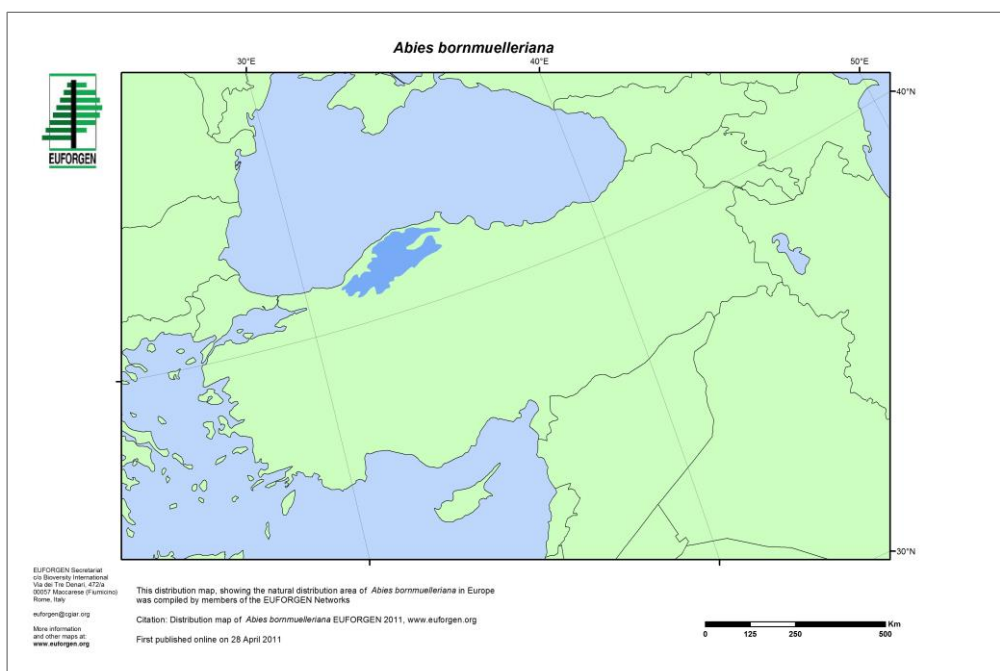 Abies bornmuelleriana
30°E
40°E
50°E
40°N
EUFORGEN
30°N
EUFORGEN Secretariat
c/o Bioversity International
Via dei Tre Denari, 472/a
00057 Maccarese (Fiumicino)
Rome, Italy
euforgen@cgiar.org
More information
and other maps at:
www.euforgen.org
This distribution map, showing the natural distribution area of Abies bornmuelleriana in Europe
was compiled by members of the EUFORGEN Networks
Citation: Distribution map of Abies bornmuelleriana EUFORGEN 2011, www.euforgen.org
First published online on 28 April 2011
Km
0 125 250 500